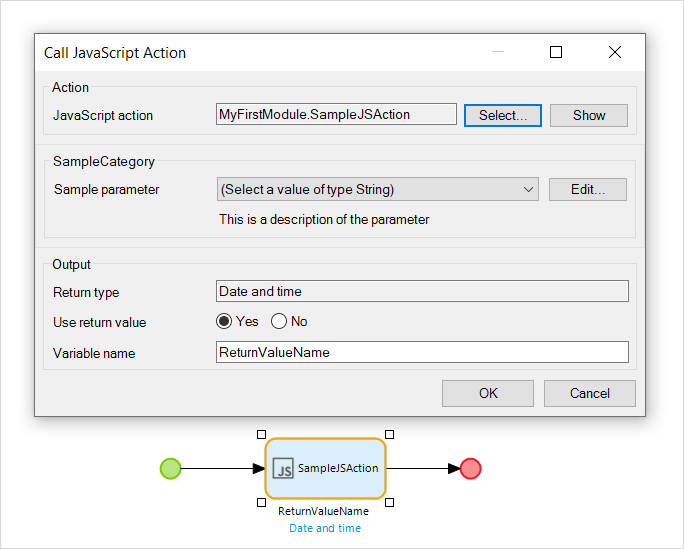 Call JavaScript Action
Action
JavaScript action MyFirstModule.SampleJSAction Select... Show
SampleCategory
Sample parameter (Select a value of type String) Edit...
This is a description of the parameter
Output
Return type Date and time
Use return value Yes No
Variable name ReturnValueName
OK Cancel
JS SampleJSAction
ReturnValueName
Date and time